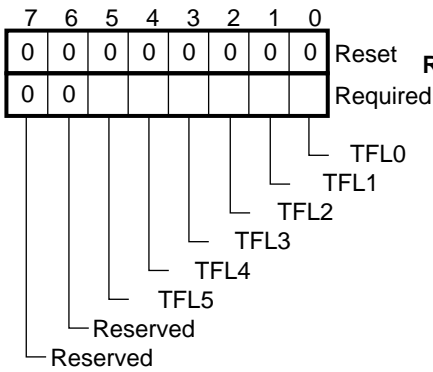 7 6 5 4 3 2 1 0
0 0 0 0 0 0 0 0 Reset
R
0 0 Required
TFL0
TFL1
TFL2
TFL3
TFL4
TFL5
Reserved
Reserved